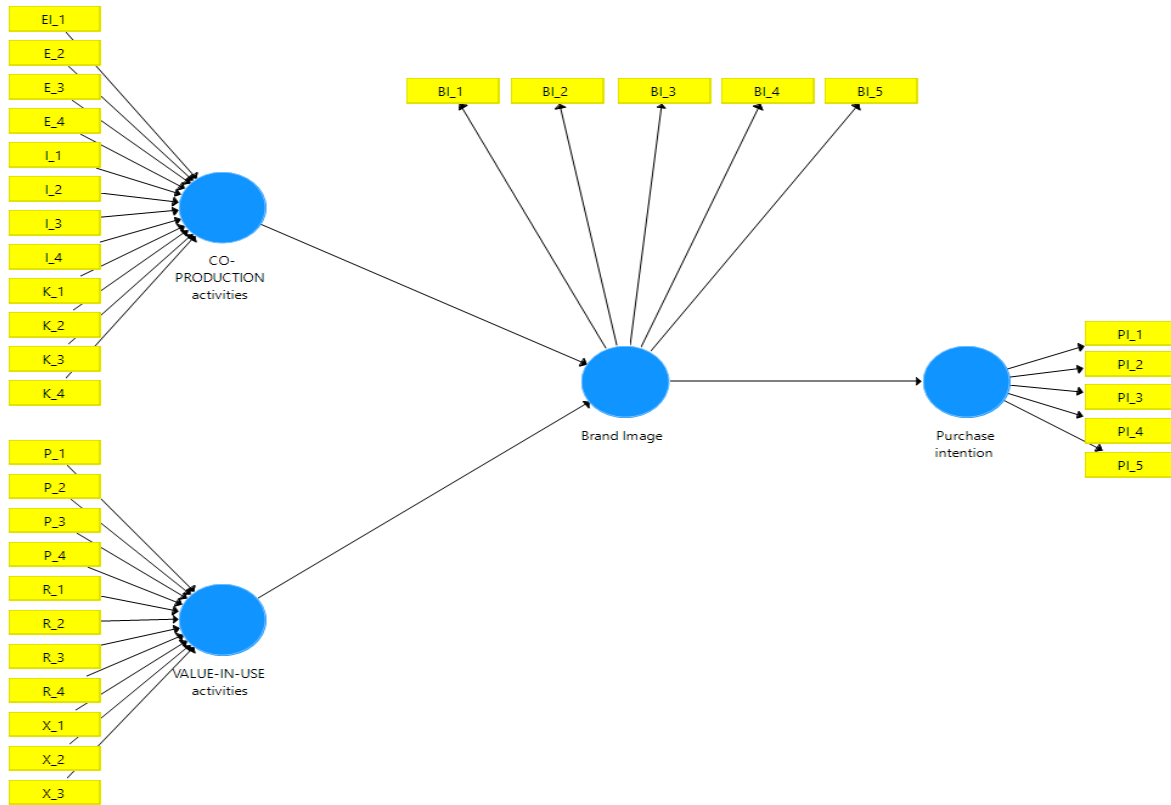 EI_1
E_2
E_3
E_4
I_1
I_2
I_3
I_4
K_1
K_2
K_3
K_4
CO-
PRODUCTION
activities
P_1
P_2
P_3
P_4
R_1
R_2
R_3
R_4
X_1
X_2
X_3
VALUE-IN-USE
activities
BI_1
BI_2
BI_3
BI_4
BI_5
Brand Image
Purchase
intention
PI_1
PI_2
PI_3
PI_4
PI_5